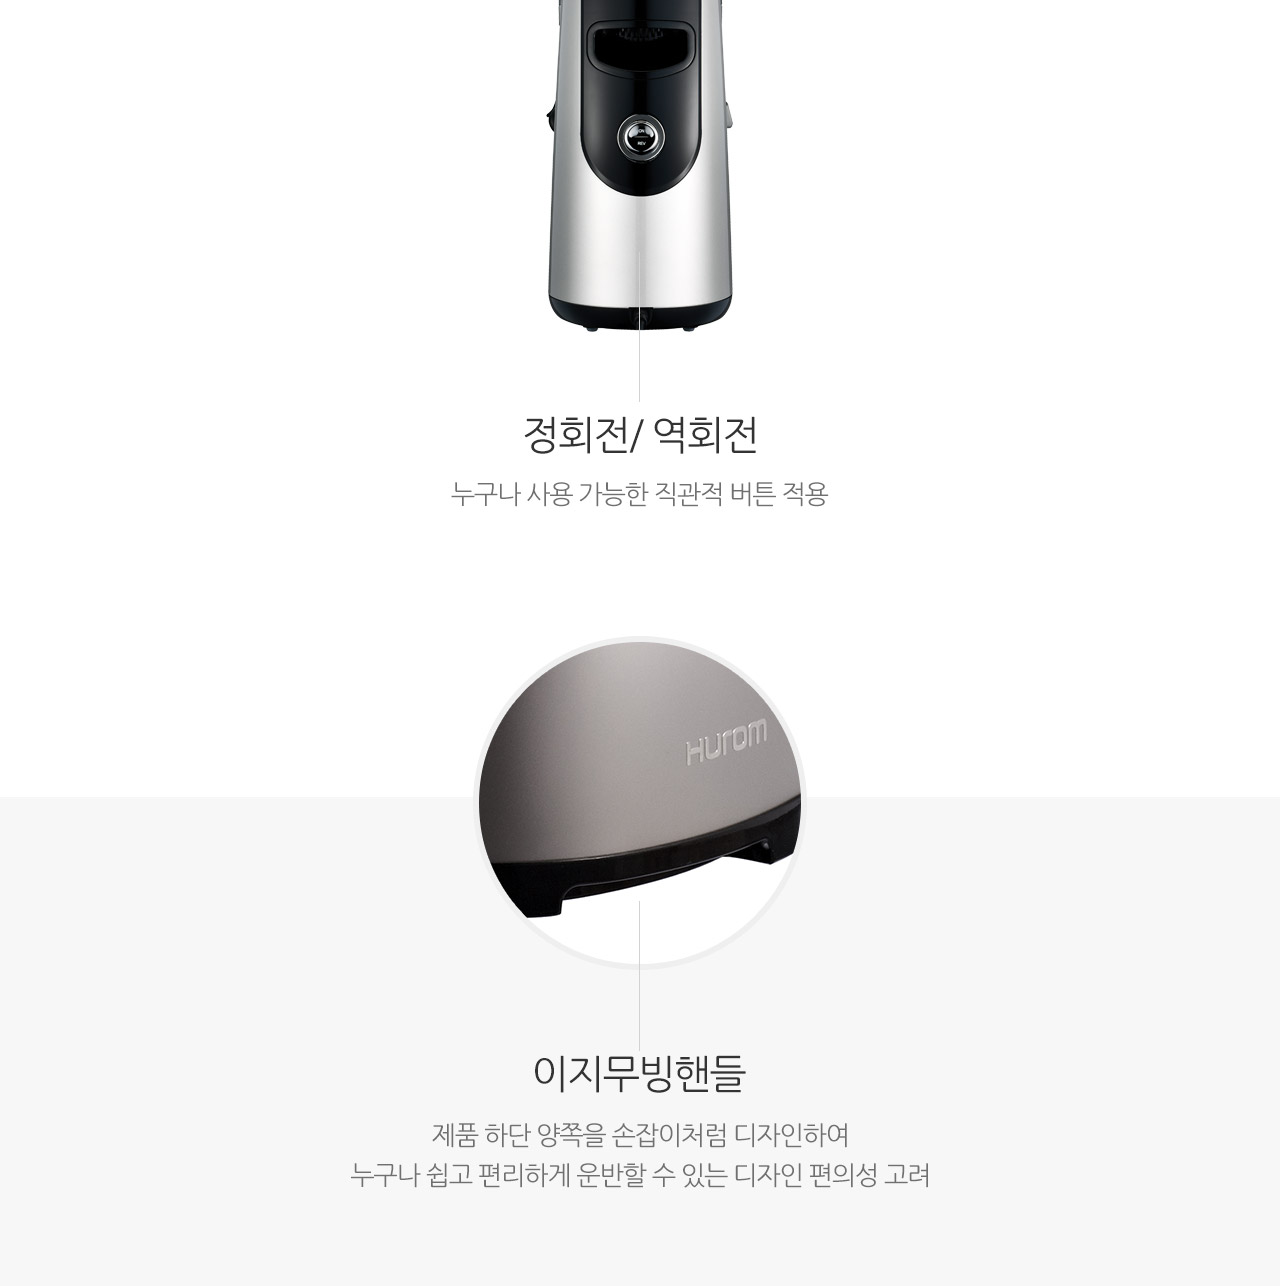 REV
정회전/ 역회전
누구나 사용 가능한 직관적 버튼 적용
Hurom
이지무빙핸들
제품 하단 양쪽을 손잡이처럼 디자인하여
누구나 쉽고 편리하게 운반할 수 있는 디자인 편의성 고려